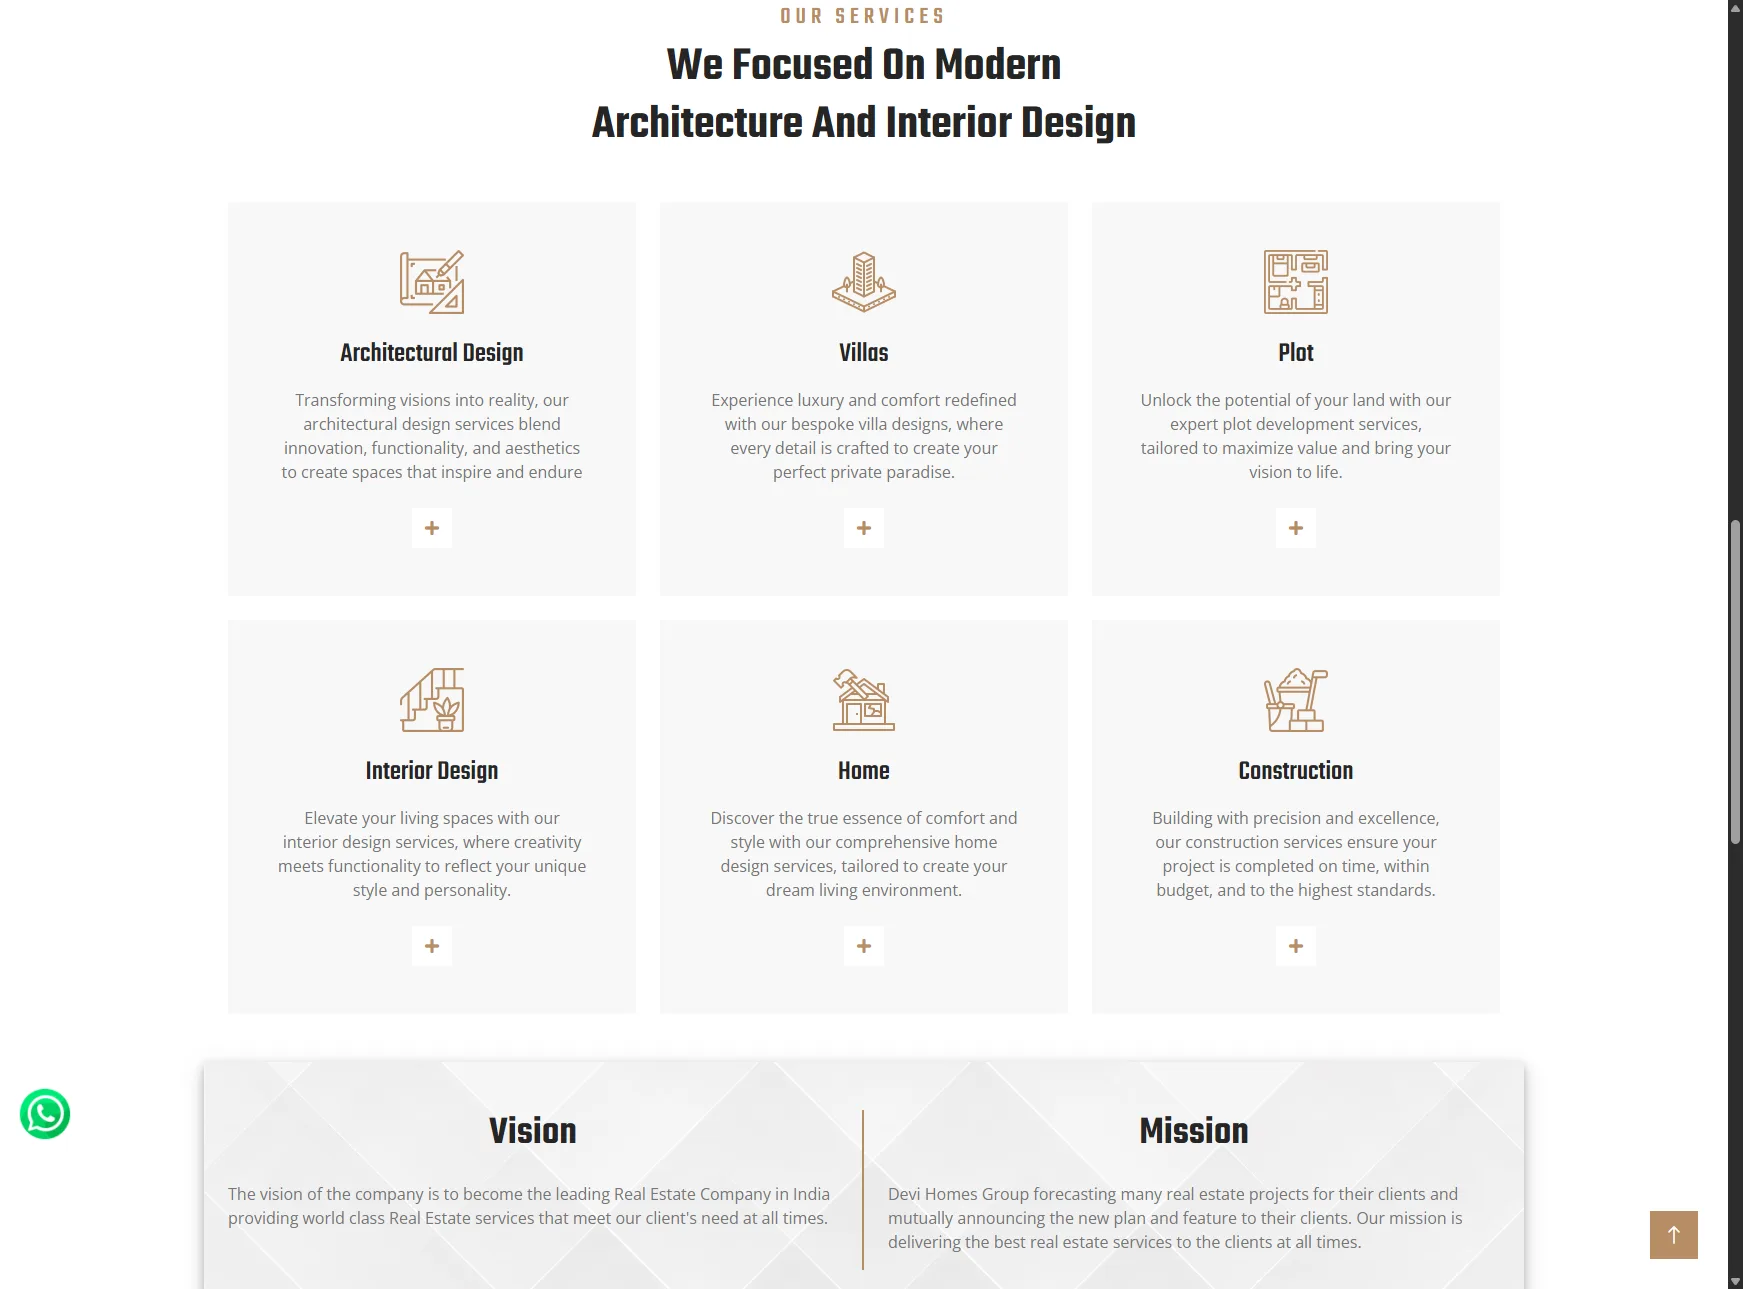 OUR SERVICES
We Focused On Modern
Architecture And Interior Design
Architectural Design
Transforming visions into reality, our
architectural design services blend
innovation, functionality, and aesthetics
to create spaces that inspire and endure
Villas
Experience luxury and comfort redefined
with our bespoke villa designs, where
every detail is crafted to create your
perfect private paradise.
Plot
Unlock the potential of your land with our
expert plot development services,
tailored to maximize value and bring your
vision to life.
Interior Design
Elevate your living spaces with our
interior design services, where creativity
meets functionality to reflect your unique
style and personality.
Home
Discover the true essence of comfort and
style with our comprehensive home
design services, tailored to create your
dream living environment.
Construction
Building with precision and excellence,
our construction services ensure your
project is completed on time, within
budget, and to the highest standards.
Vision
The vision of the company is to become the leading Real Estate Company in India
providing world class Real Estate services that meet our client's need at all times.
Mission
Devi Homes Group forecasting many real estate projects for their clients and
mutually announcing the new plan and feature to their clients. Our mission is
delivering the best real estate services to the clients at all times.